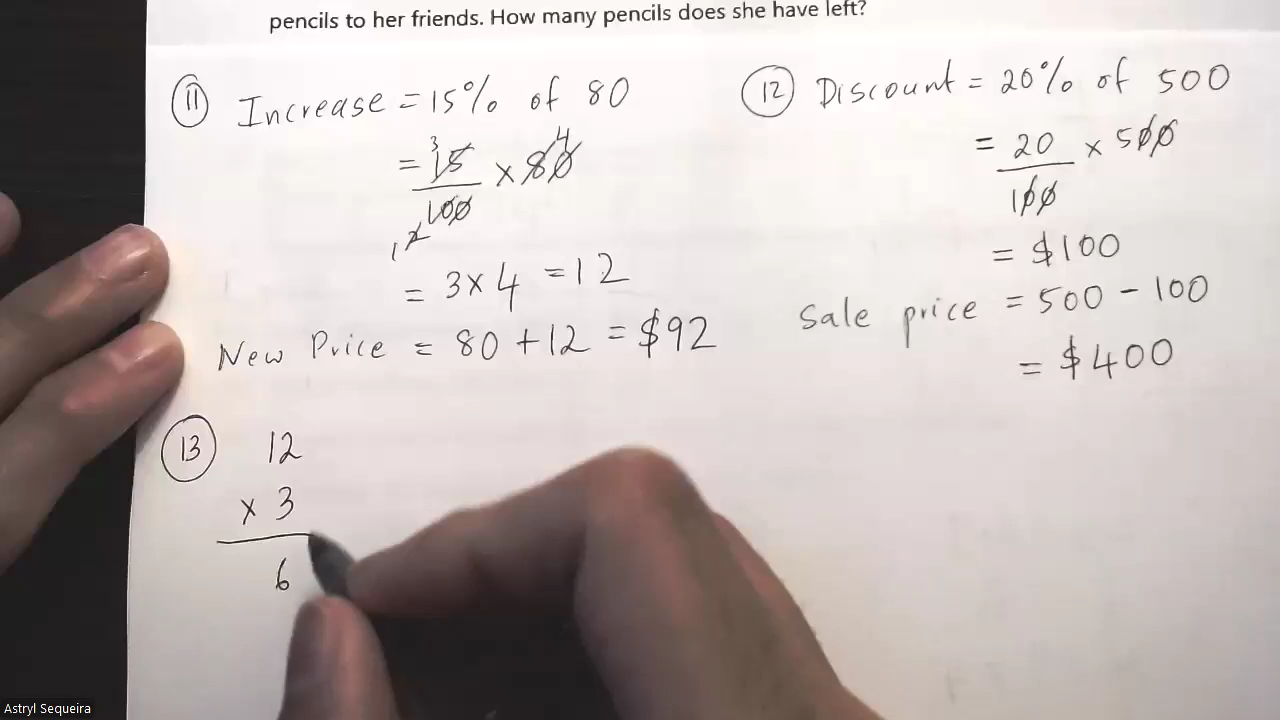 pencils to her friends. How many pencils does she have left?
11 Increase = 15% of 80
= 3 15 / 100 × 80 4
1 2
= 3 × 4 = 12
New Price = 80 + 12 = $92
12 Discount = 20% of 500
= 20 / 100 × 500
= $100
Sale price = 500 - 100
= $400
13 12
× 3
6
Astryl Sequeira